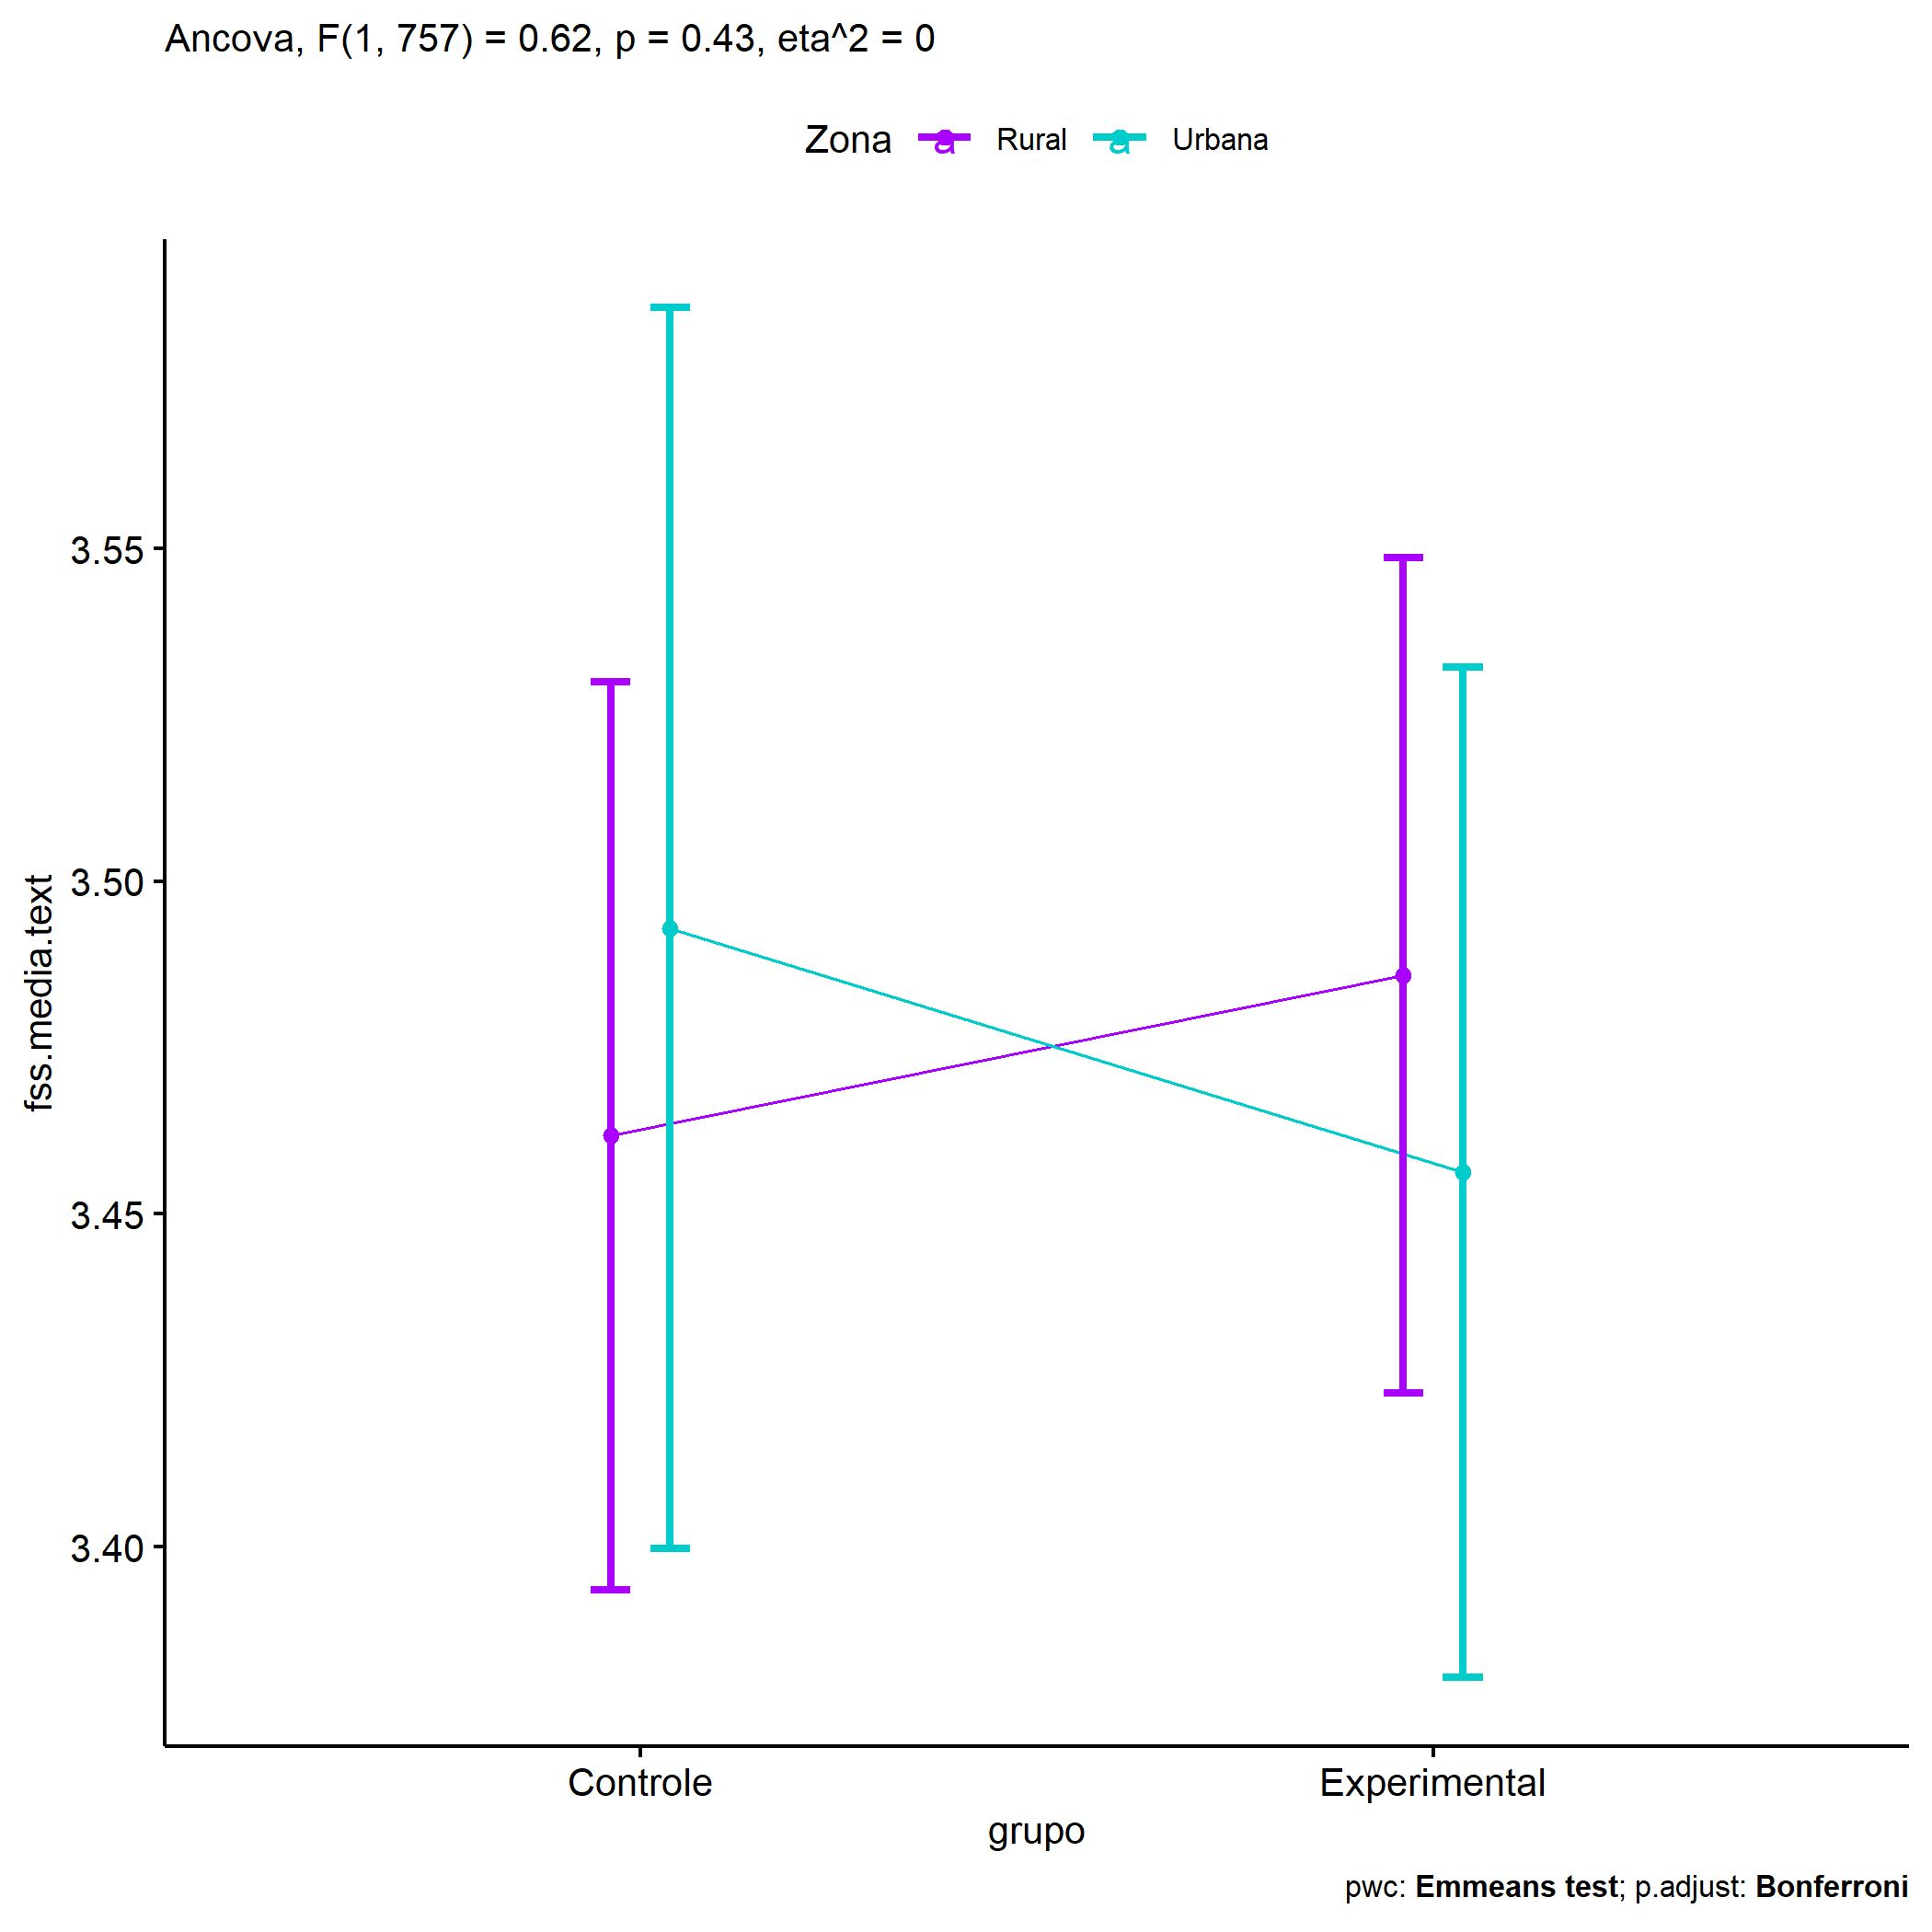 Ancova, F(1, 757) = 0.62, p = 0.43, eta^2 = 0
Zona a Rural a Urbana
3.55
3.50
3.45
3.40
fss.media.text
Controle Experimental
grupo
pwc: Emmeans test; p.adjust: Bonferroni